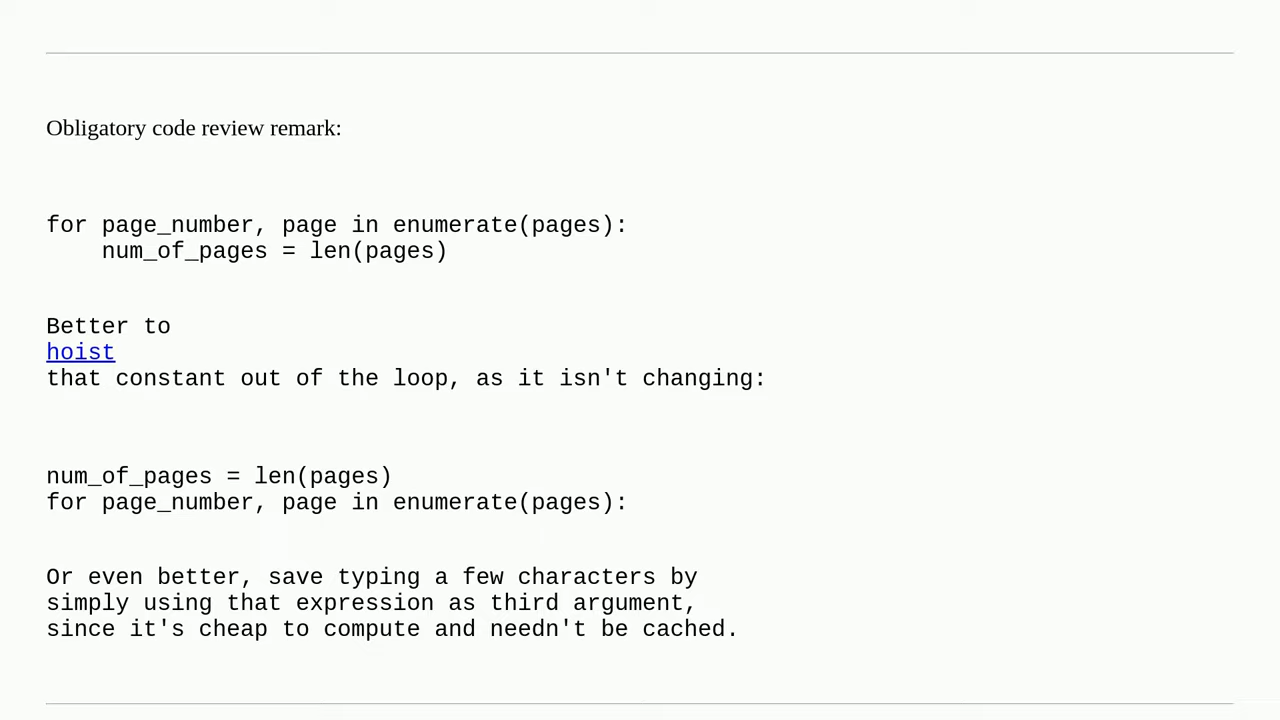 Obligatory code review remark:
for page_number, page in enumerate(pages):
    num_of_pages = len(pages)
Better to
hoist
that constant out of the loop, as it isn't changing:
num_of_pages = len(pages)
for page_number, page in enumerate(pages):
Or even better, save typing a few characters by
simply using that expression as third argument,
since it's cheap to compute and needn't be cached.